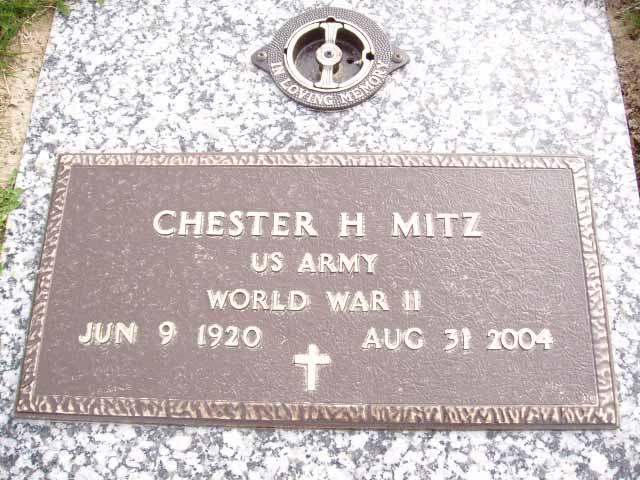 IN LOVING MEMORY
CHESTER H MITZ
US ARMY
WORLD WAR II
JUN 9 1920 AUG 31 2004